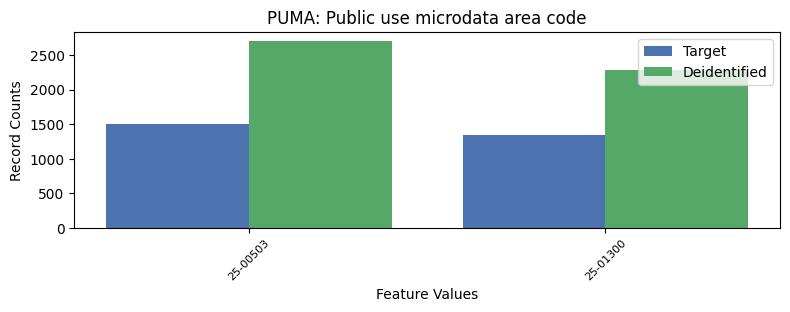 PUMA: Public use microdata area code
Target
Deidentified
Record Counts
2500
2000
1500
1000
500
0
25-00503
25-01300
Feature Values